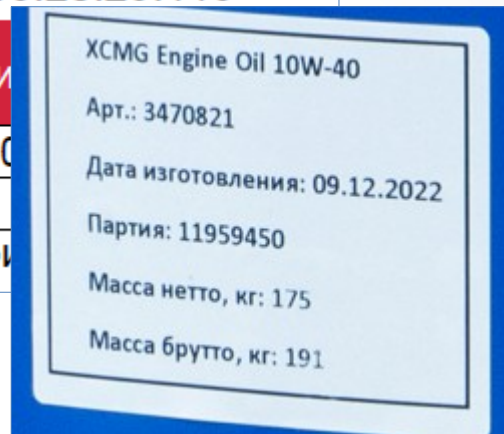 XCMG Engine Oil 10W-40
Арт.: 3470821
Дата изготовления: 09.12.2022
Партия: 11959450
Масса нетто, кг: 175
Масса брутто, кг: 191